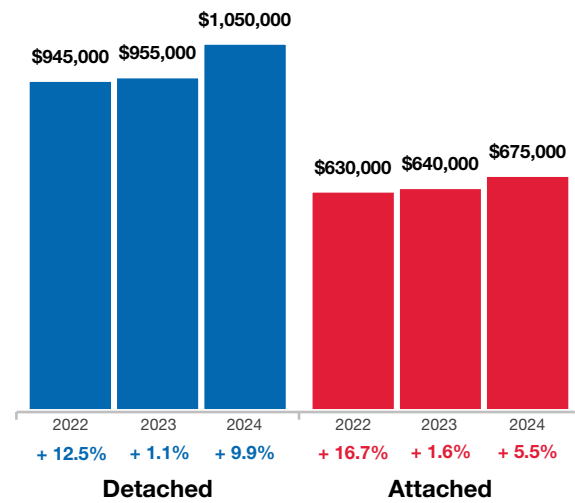 $1,050,000
$945,000 $955,000
$630,000 $640,000 $675,000
2022 2023 2024 2022 2023 2024
+ 12.5% + 1.1% + 9.9% + 16.7% + 1.6% + 5.5%
Detached Attached